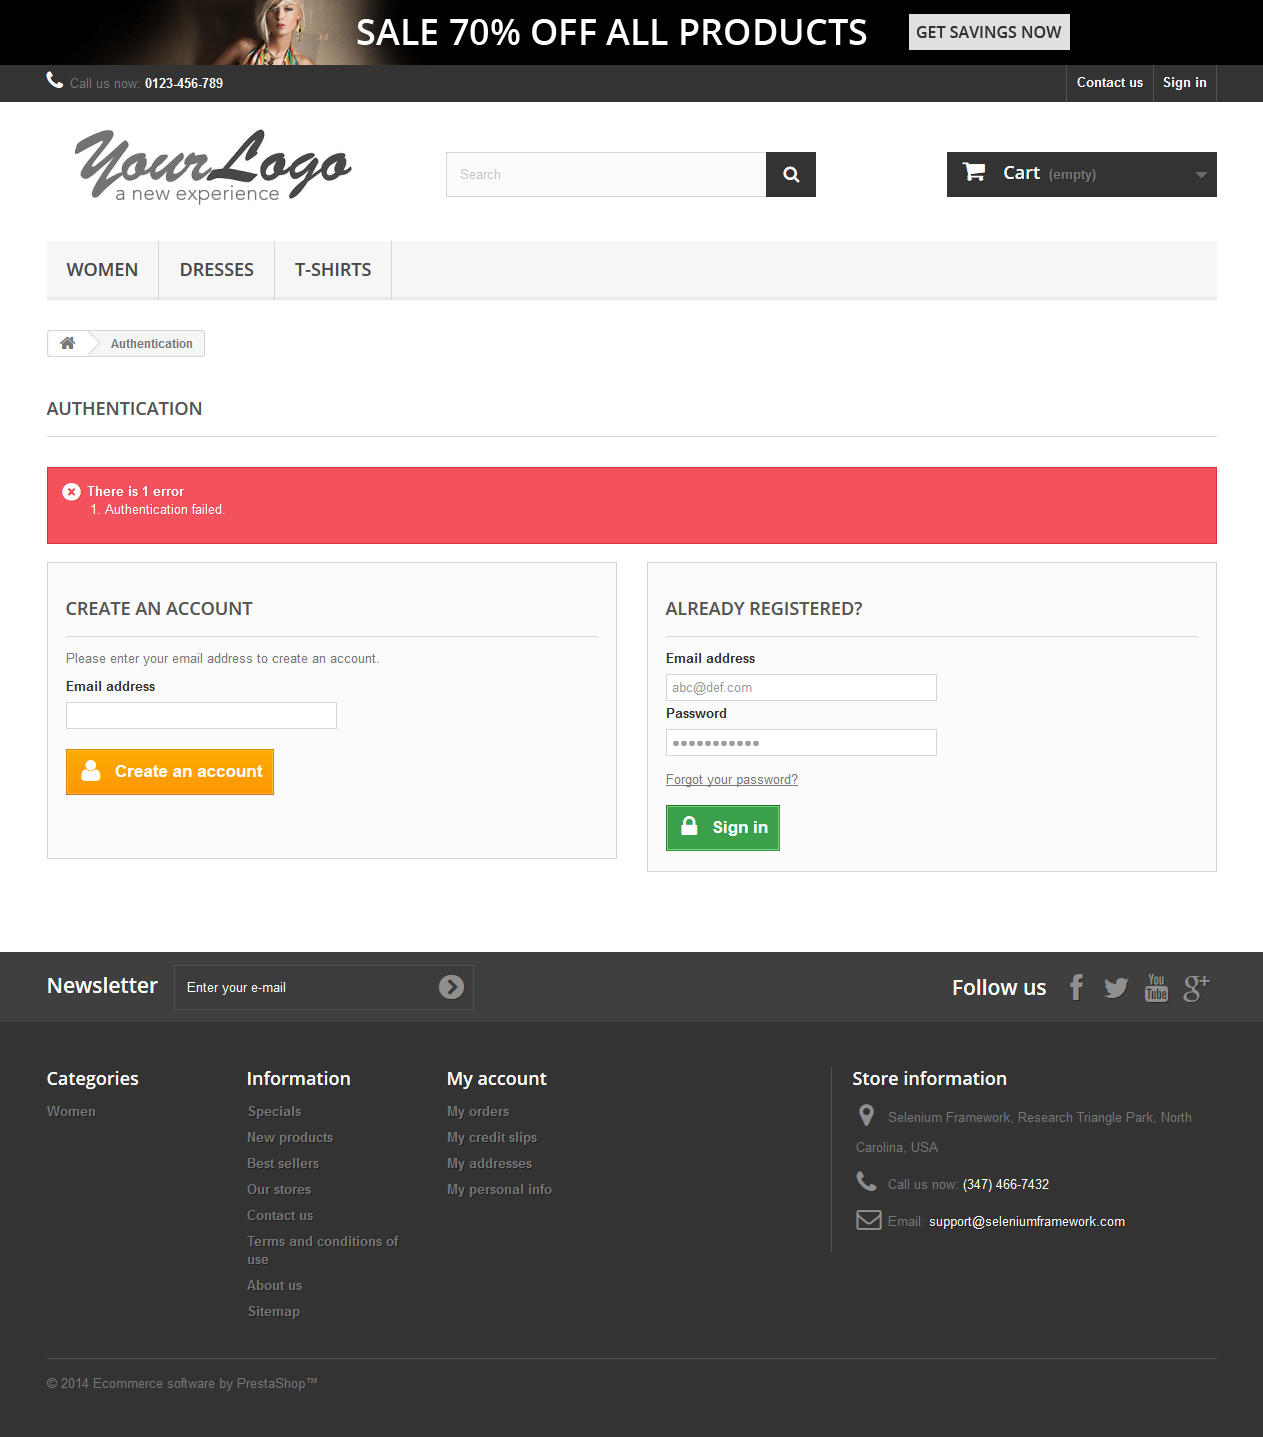 SALE 70% OFF ALL PRODUCTS GET SAVINGS NOW
Call us now: 0123-456-789 Contact us Sign in
YourLogo
a new experience
Search
Cart (empty)
WOMEN DRESSES T-SHIRTS
Authentication
AUTHENTICATION
There is 1 error
1. Authentication failed.
CREATE AN ACCOUNT
Please enter your email address to create an account.
Email address
Create an account
ALREADY REGISTERED?
Email address
abc@def.com
Password
•••••••••••
Forgot your password?
Sign in
Newsletter Enter your e-mail
Follow us
You
Tube
g+
Categories
Women
Information
Specials
New products
Best sellers
Our stores
Contact us
Terms and conditions of
use
About us
Sitemap
My account
My orders
My credit slips
My addresses
My personal info
Store information
Selenium Framework, Research Triangle Park, North
Carolina, USA
Call us now: (347) 466-7432
Email: support@seleniumframework.com
© 2014 Ecommerce software by PrestaShop™